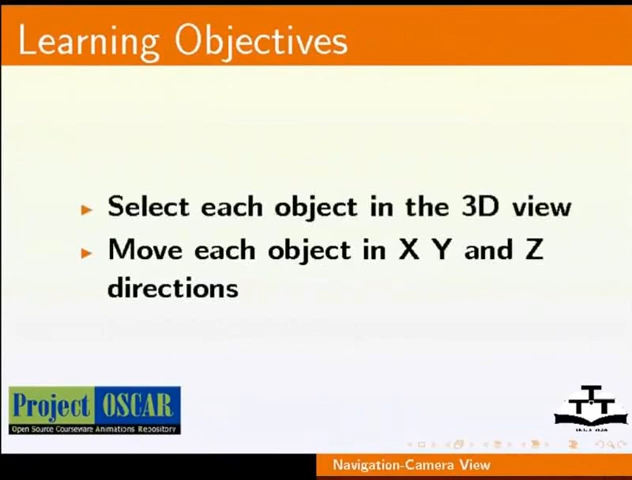 Learning Objectives
Select each object in the 3D view
Move each object in X Y and Z
directions
Project OSCAR
Open Source Courseware Animations Repository
Navigation-Camera View